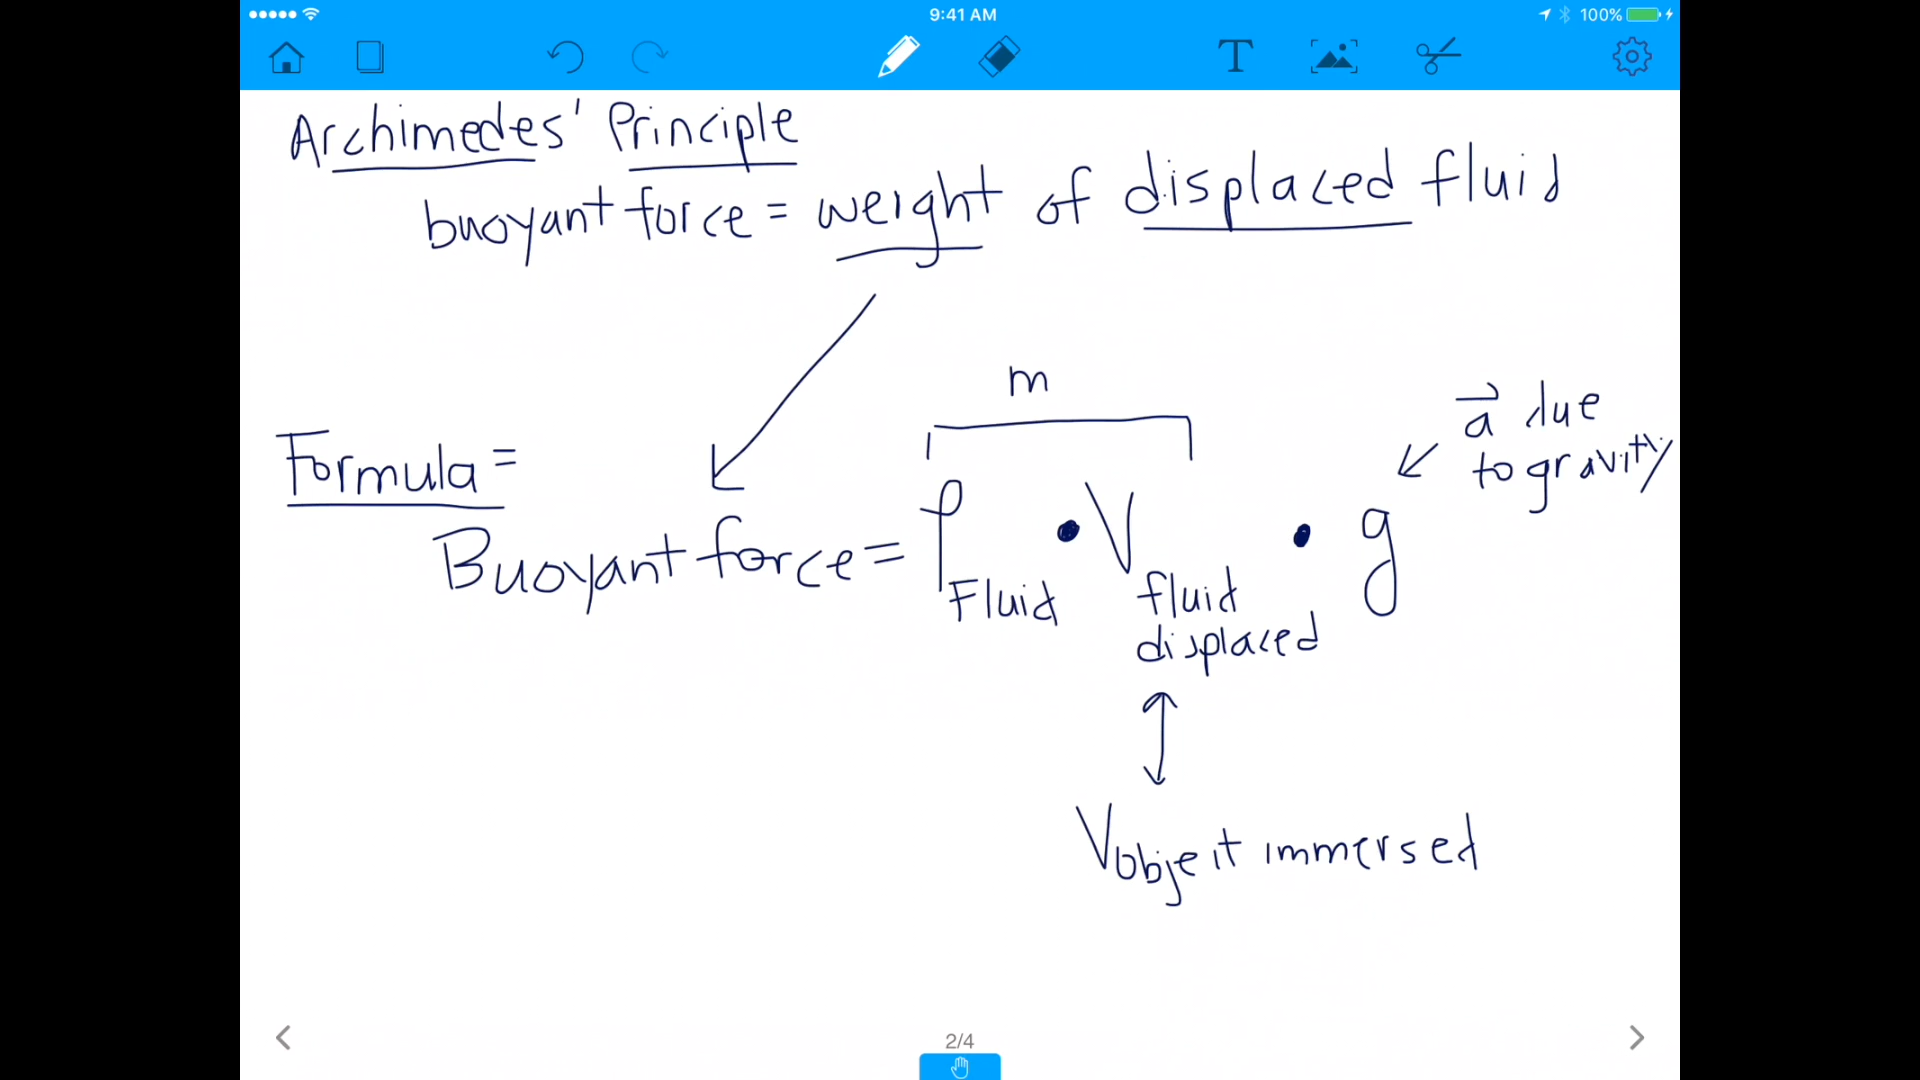 9:41 AM
100%
T
Archimedes' Principle
buoyant force = weight of displaced fluid
m
a⃗ due
to gravity
Formula =
Buoyant force = ρ Fluid • V fluid displaced • g
V object immersed
2/4